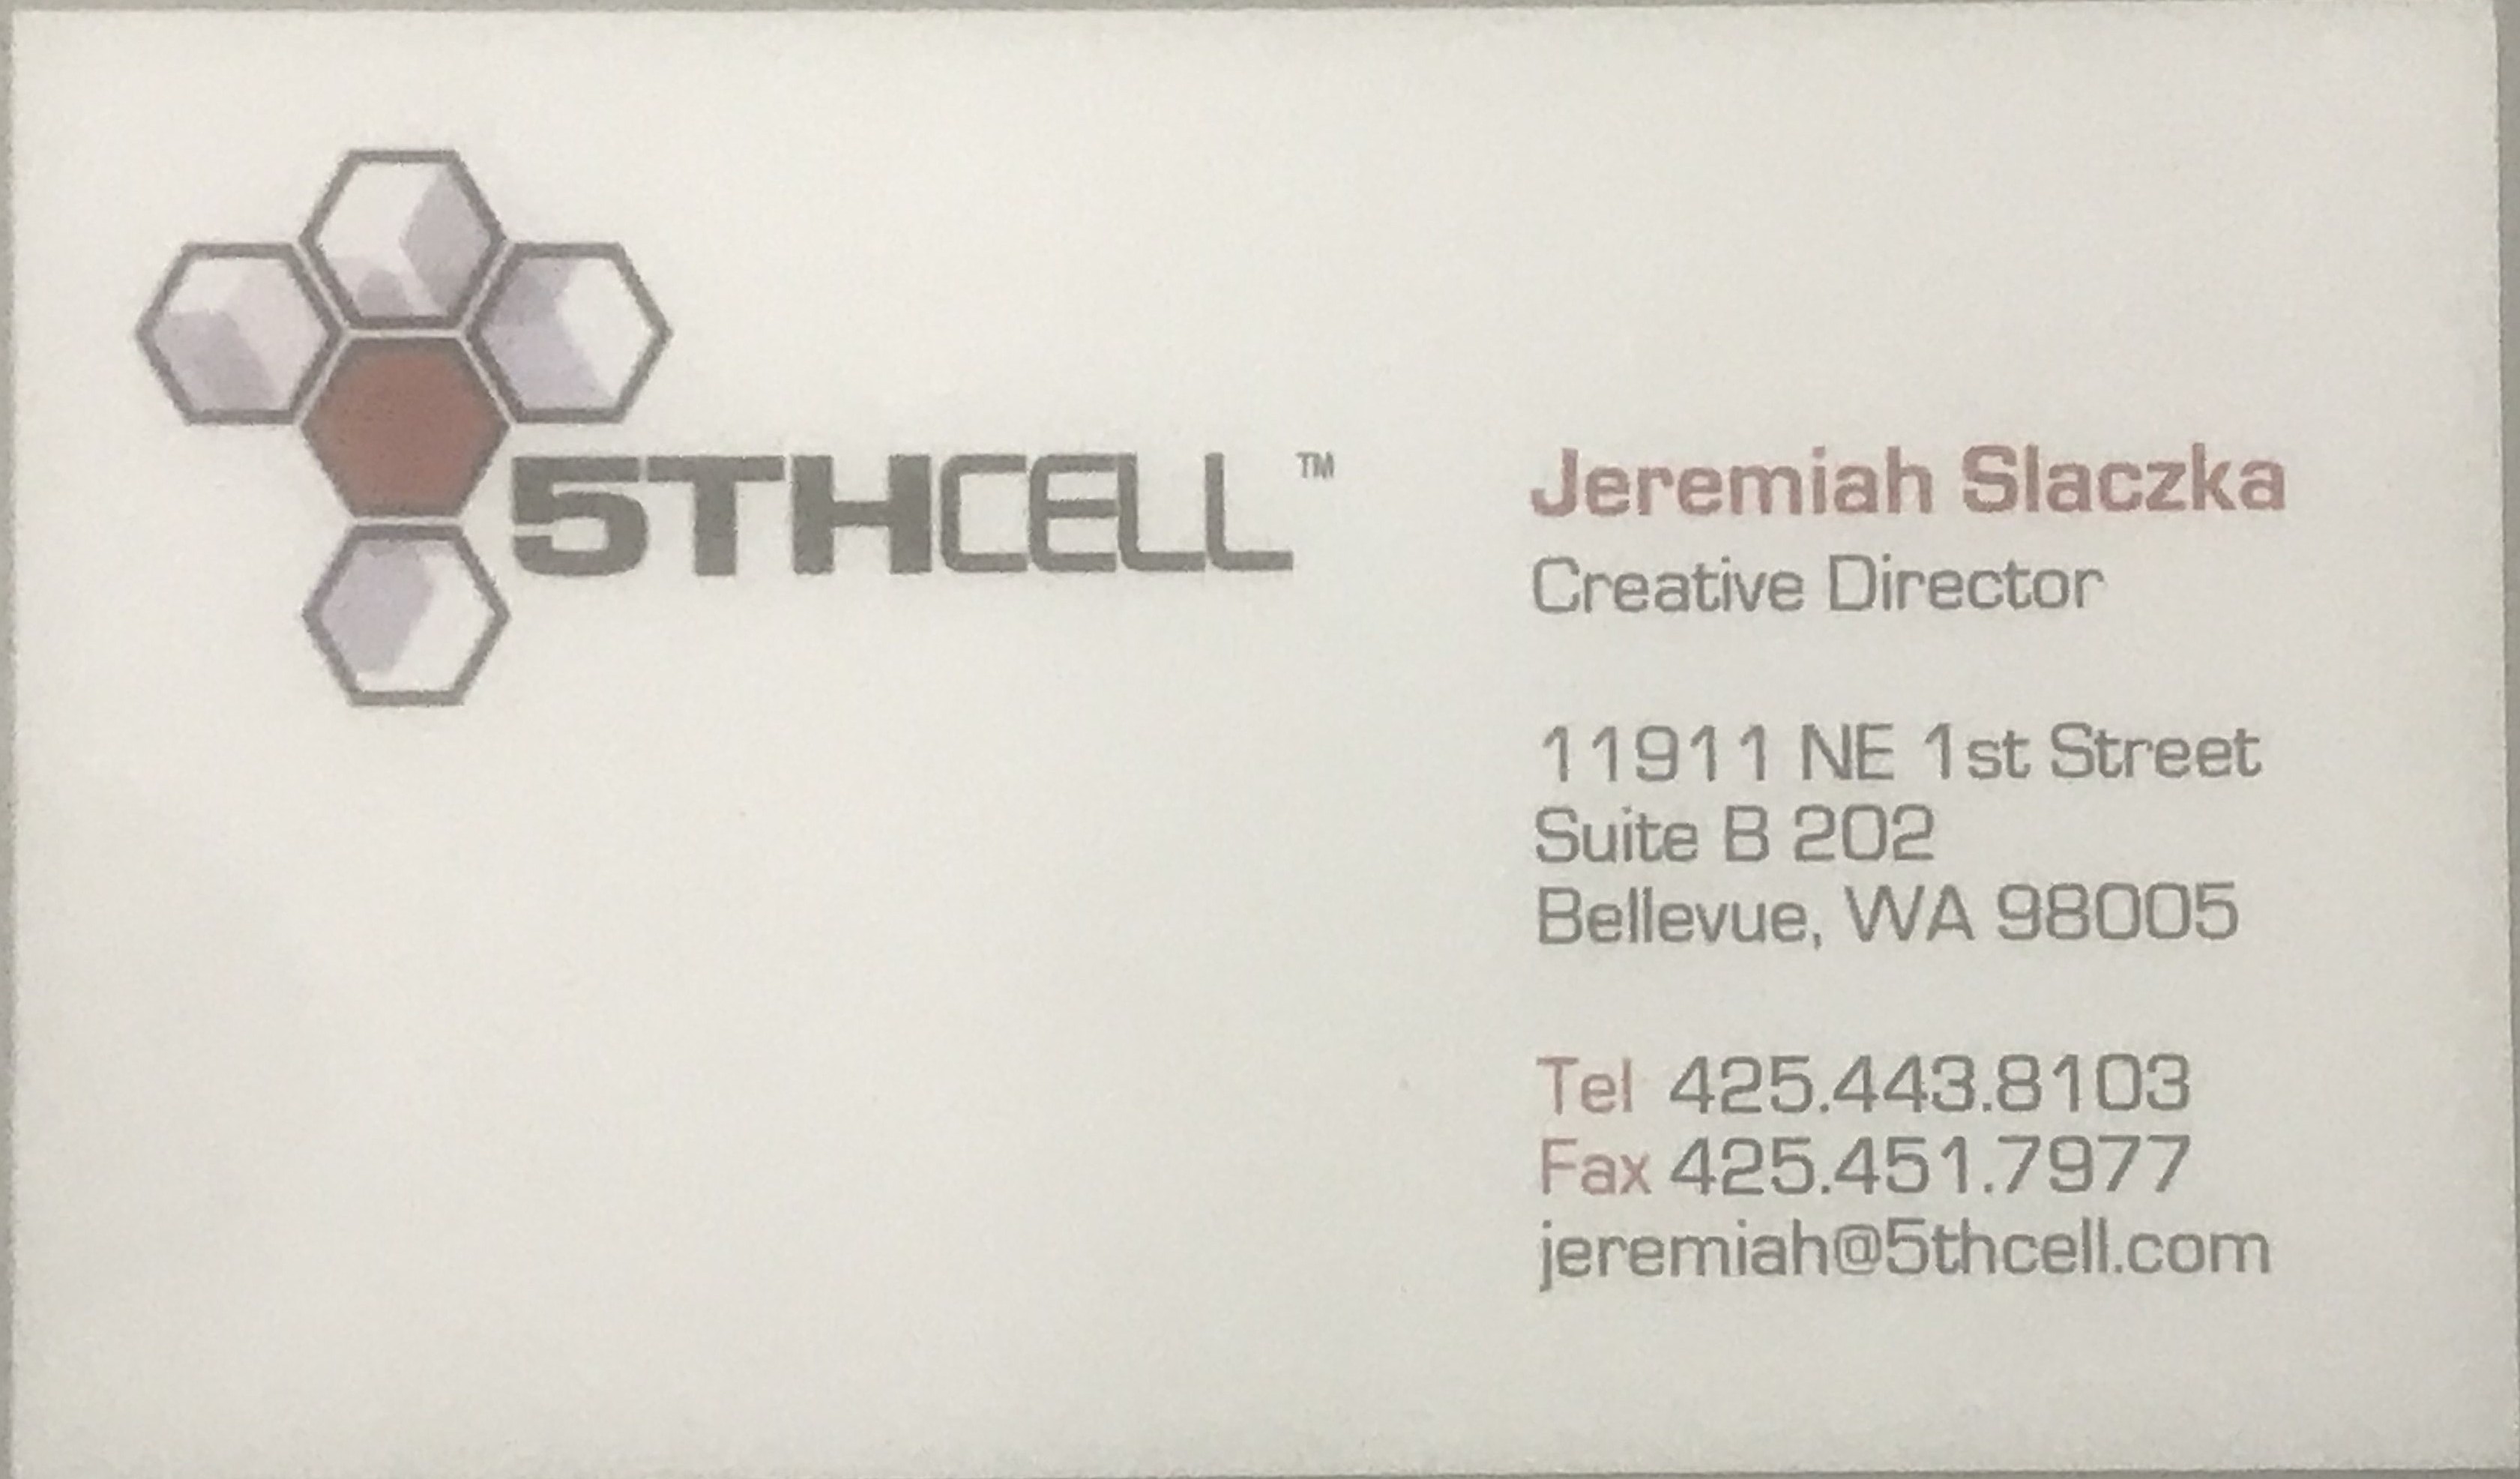 5THCELL™
Jeremiah Slaczka
Creative Director
11911 NE 1st Street
Suite B 202
Bellevue, WA 98005
Tel 425.443.8103
Fax 425.451.7977
jeremiah@5thcell.com